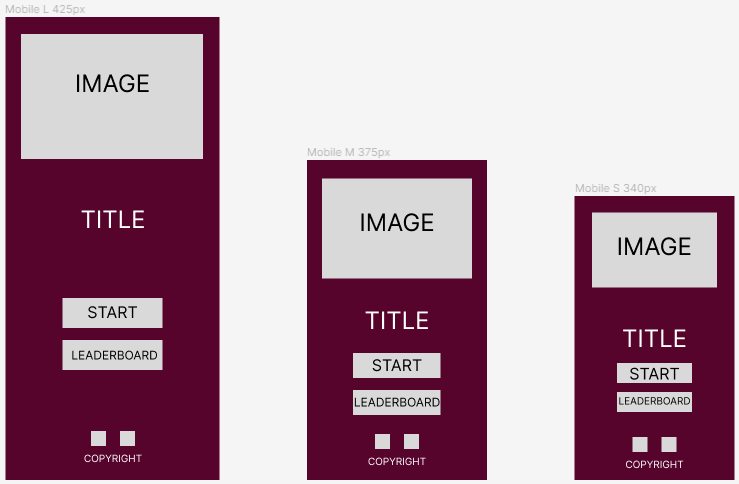 Mobile L 425px
IMAGE
TITLE
START
LEADERBOARD
COPYRIGHT
Mobile M 375px
IMAGE
TITLE
START
LEADERBOARD
COPYRIGHT
Mobile S 340px
IMAGE
TITLE
START
LEADERBOARD
COPYRIGHT